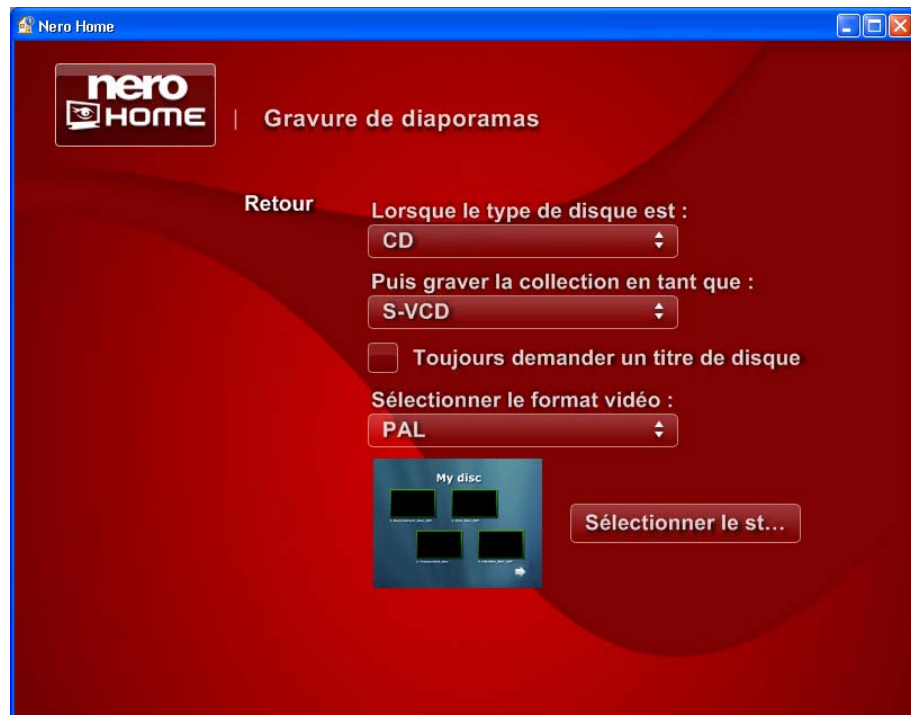 Nero Home
nero
HOME
| Gravure de diaporamas
Retour
Lorsque le type de disque est :
CD
Puis graver la collection en tant que :
S-VCD
Toujours demander un titre de disque
Sélectionner le format vidéo :
PAL
My disc
Sélectionner le st...